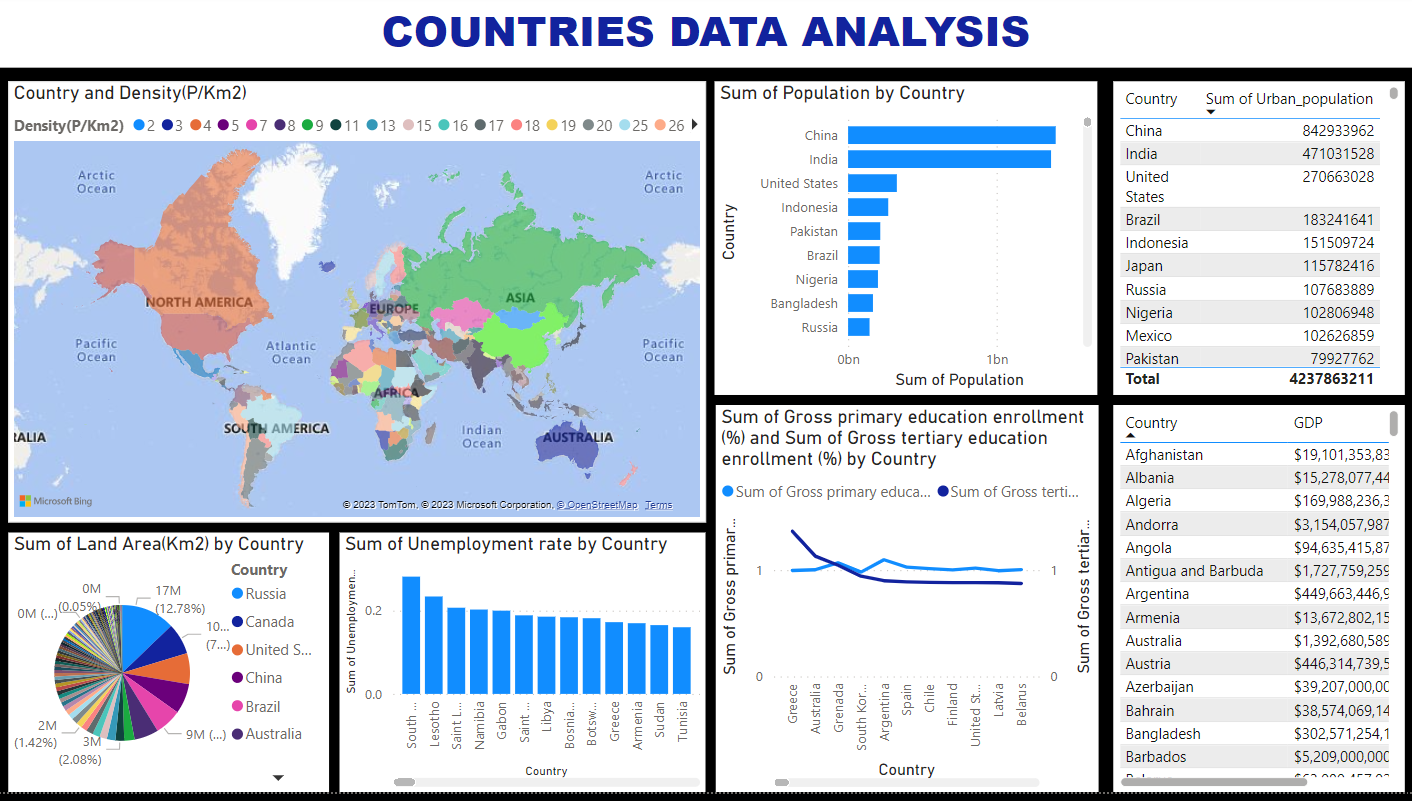 COUNTRIES DATA ANALYSIS
Country and Density(P/Km2)
Density(P/Km2) 2 3 4 5 7 8 9 11 13 15 16 17 18 19 20 25 26
Arctic
Ocean
Arctic
Ocean
NORTH AMERICA
EUROPE
ASIA
Pacific
Ocean
Atlantic
Ocean
Pacific
Ocean
AFRICA
SOUTH AMERICA
Indian
Ocean
AUSTRALIA
RALIA
Microsoft Bing
© 2023 TomTom, © 2023 Microsoft Corporation, © OpenStreetMap Terms
Sum of Population by Country
Country
China
India
United States
Indonesia
Pakistan
Brazil
Nigeria
Bangladesh
Russia
0bn 1bn
Sum of Population
Country Sum of Urban_population
China 842933962
India 471031528
United 270663028
States
Brazil 183241641
Indonesia 151509724
Japan 115782416
Russia 107683889
Nigeria 102806948
Mexico 102626859
Pakistan 79927762
Total 4237863211
Sum of Land Area(Km2) by Country
0M
(0.05%)
0M (...)
17M
(12.78%)
10...
(7...)
9M (...)
3M
(2.08%)
2M
(1.42%)
Country
Russia
Canada
United S...
China
Brazil
Australia
Sum of Unemployment rate by Country
Sum of Unemploymen...
0.2
0.0
South ...
Lesotho
Saint L...
Namibia
Gabon
Saint ...
Libya
Bosnia...
Botsw...
Greece
Armenia
Sudan
Tunisia
Country
Sum of Gross primary education enrollment
(%) and Sum of Gross tertiary education
enrollment (%) by Country
Sum of Gross primary educa... Sum of Gross terti...
Sum of Gross primar...
Sum of Gross tertiar...
1 1
0 0
Greece
Australia
Grenada
South Kor...
Argentina
Spain
Chile
Finland
United St...
Latvia
Belarus
Country
Country GDP
Afghanistan $19,101,353,83
Albania $15,278,077,44
Algeria $169,988,236,3
Andorra $3,154,057,987
Angola $94,635,415,87
Antigua and Barbuda $1,727,759,259
Argentina $449,663,446,9
Armenia $13,672,802,15
Australia $1,392,680,589
Austria $446,314,739,5
Azerbaijan $39,207,000,00
Bahrain $38,574,069,14
Bangladesh $302,571,254,1
Barbados $5,209,000,000